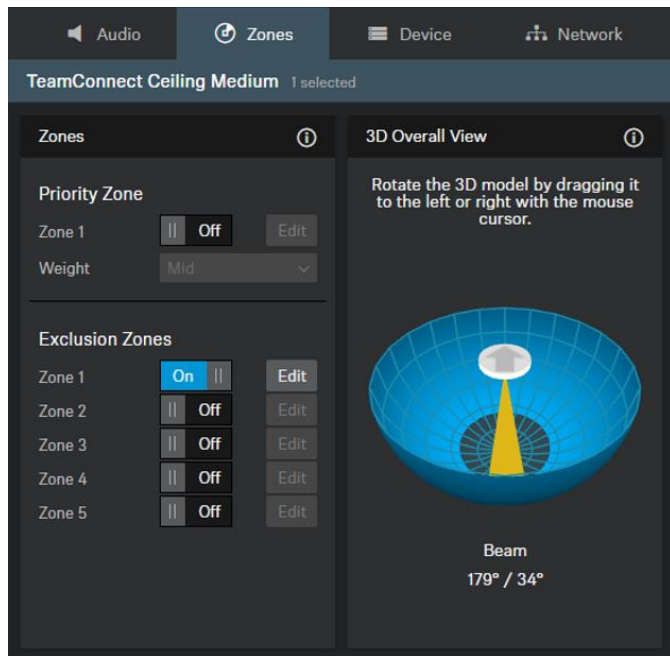 Audio Zones Device Network
TeamConnect Ceiling Medium 1 selected
Zones
Priority Zone
Zone 1 Off Edit
Weight Mid
Exclusion Zones
Zone 1 On Edit
Zone 2 Off Edit
Zone 3 Off Edit
Zone 4 Off Edit
Zone 5 Off Edit
3D Overall View
Rotate the 3D model by dragging it
to the left or right with the mouse
cursor.
Beam
179° / 34°